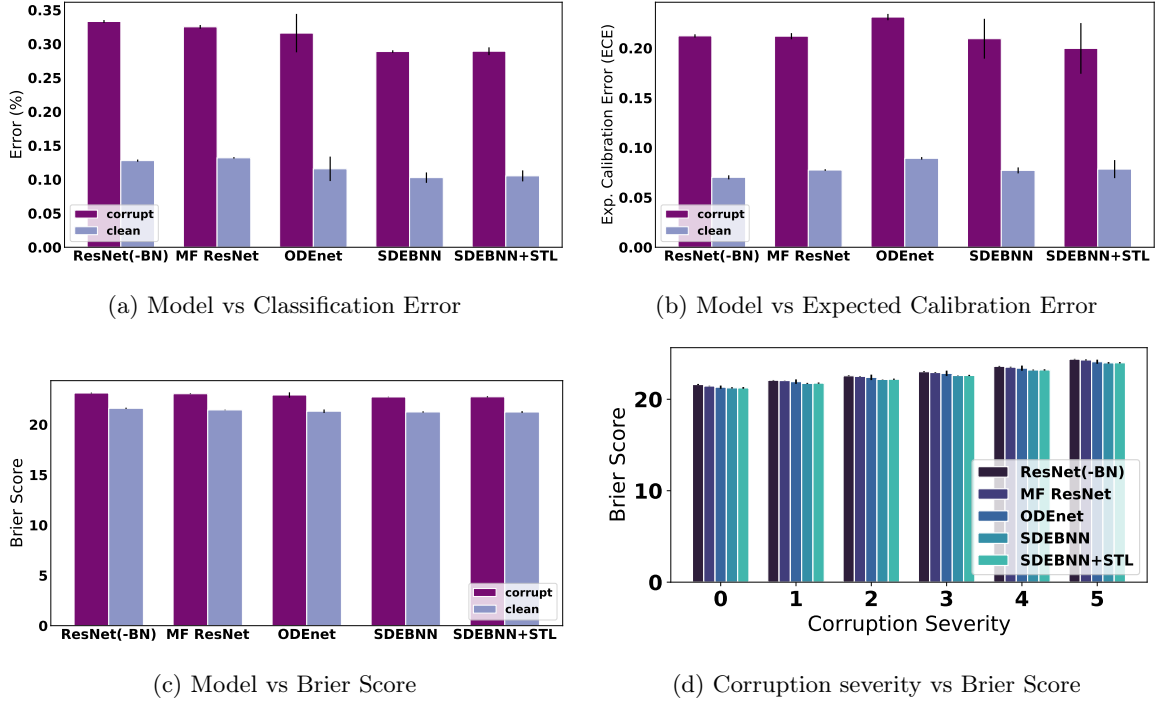 0.35
0.30
0.25
0.20
0.15
0.10
0.05
0.00
Error (%)
corrupt
clean
ResNet(-BN) MF ResNet ODEnet SDEBNN SDEBNN+STL
(a) Model vs Classification Error
0.20
0.15
0.10
0.05
0.00
Exp. Calibration Error (ECE)
corrupt
clean
ResNet(-BN) MF ResNet ODEnet SDEBNN SDEBNN+STL
(b) Model vs Expected Calibration Error
20
15
10
5
0
Brier Score
corrupt
clean
ResNet(-BN) MF ResNet ODEnet SDEBNN SDEBNN+STL
(c) Model vs Brier Score
20
10
0
Brier Score
ResNet(-BN)
MF ResNet
ODEnet
SDEBNN
SDEBNN+STL
0 1 2 3 4 5
Corruption Severity
(d) Corruption severity vs Brier Score